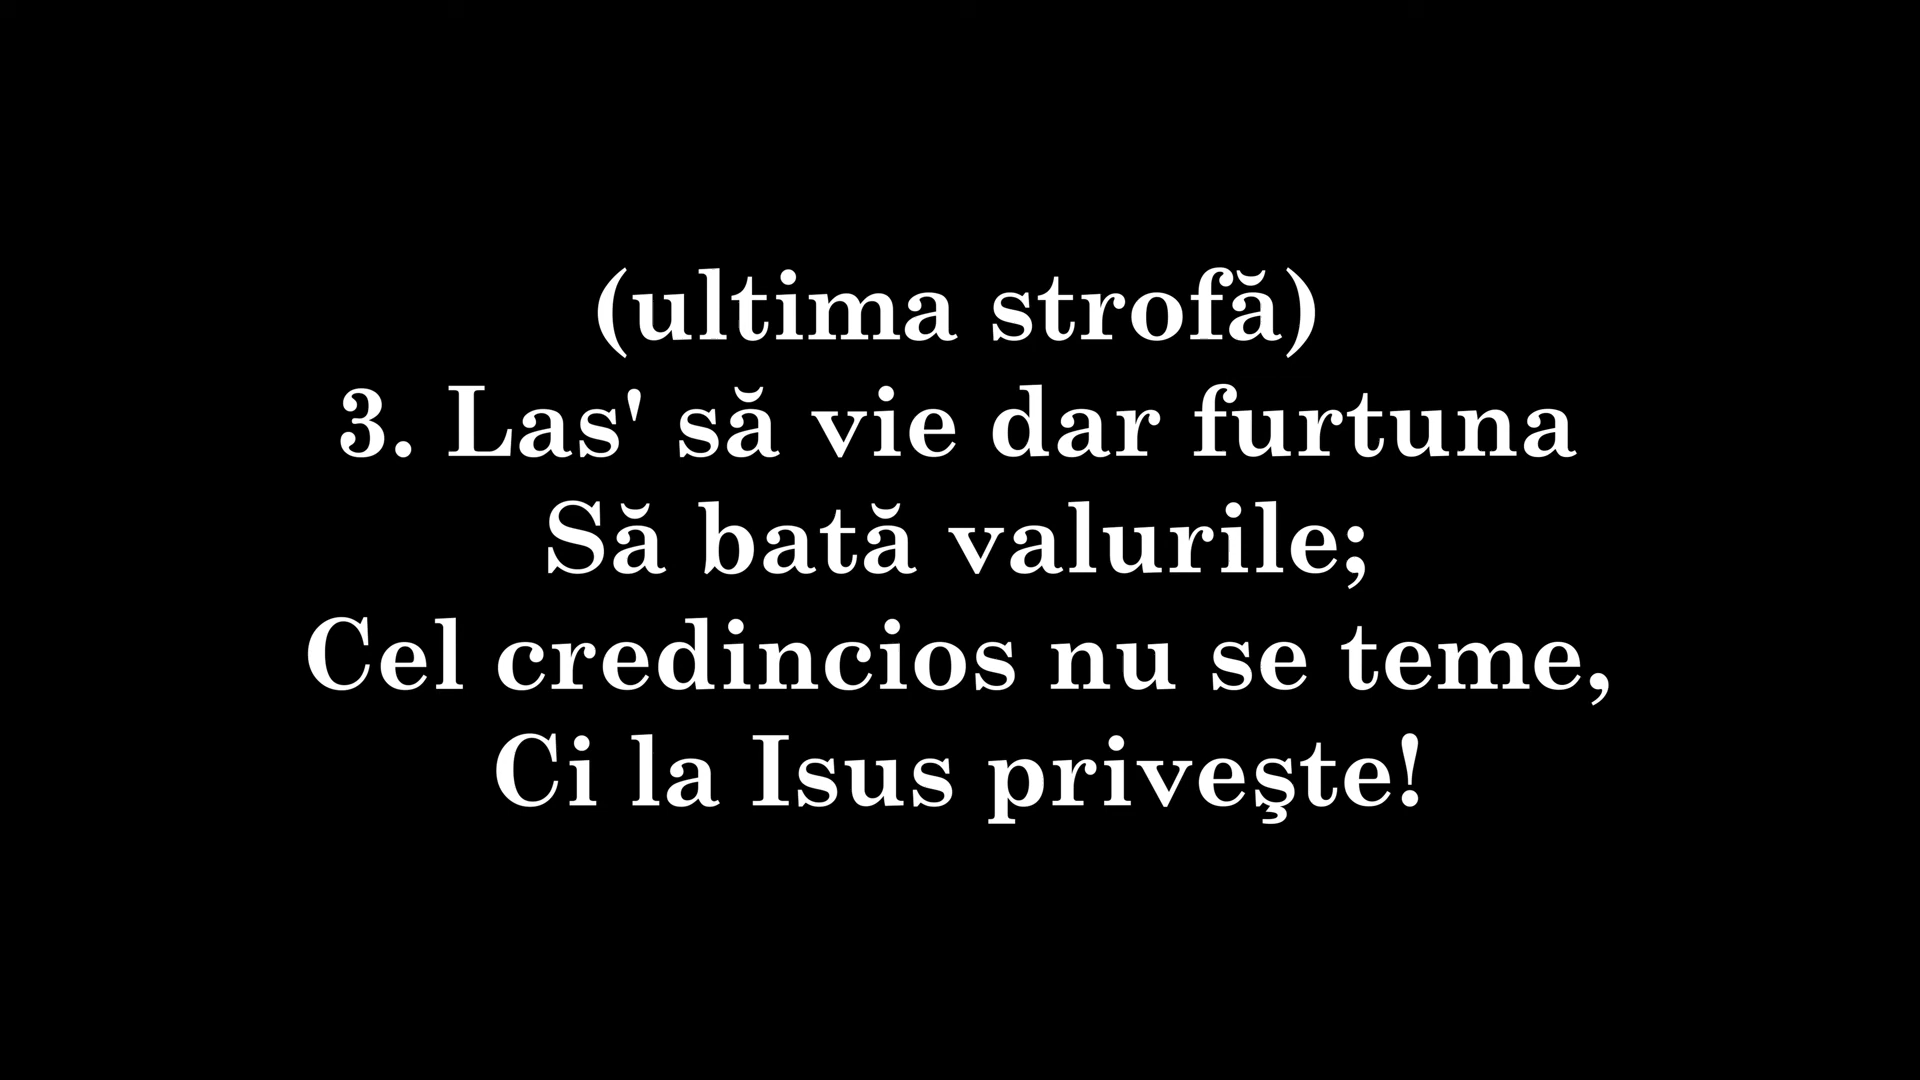 (ultima strofă)
3. Las' să vie dar furtuna
Să bată valurile;
Cel credincios nu se teme,
Ci la Isus priveşte!